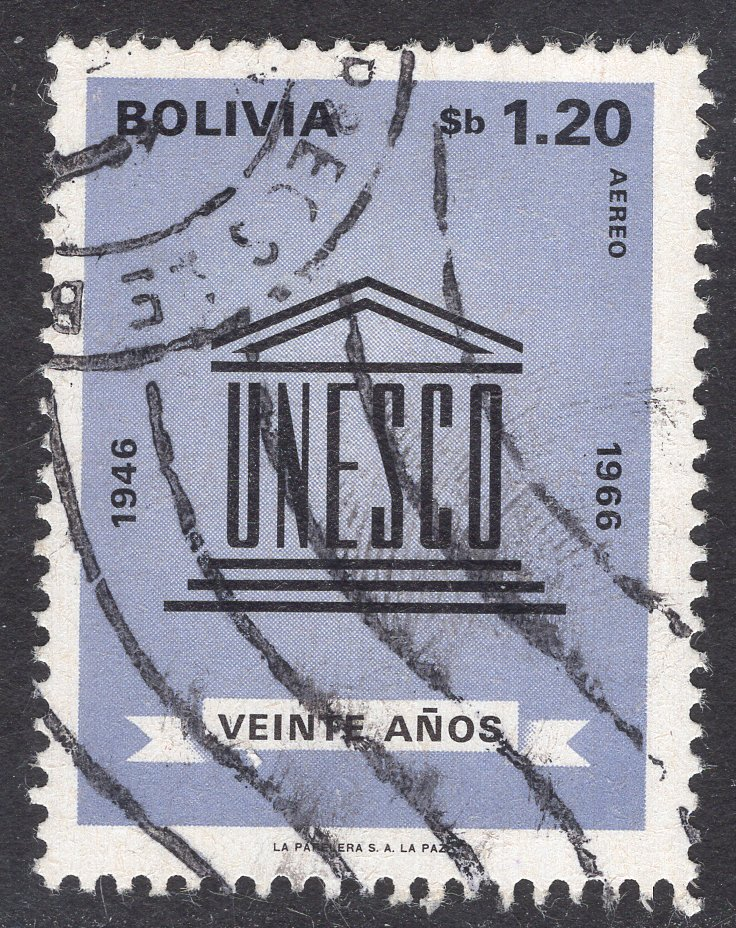 BOLIVIA $b 1.20
AEREO
UNESCO
1946
1966
VEINTE AÑOS
LA PAPELERA S. A. LA PAZ